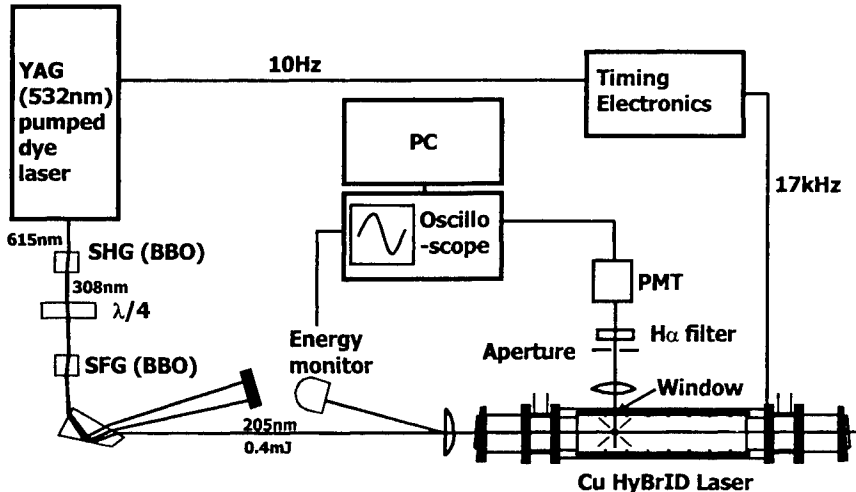 YAG
(532nm)
pumped
dye
laser
10Hz
Timing
Electronics
PC
17kHz
Oscillo
-scope
615nm
SHG (BBO)
308nm
λ/4
SFG (BBO)
Energy
monitor
PMT
Hα filter
Aperture
Window
205nm
0.4mJ
Cu HyBrID Laser